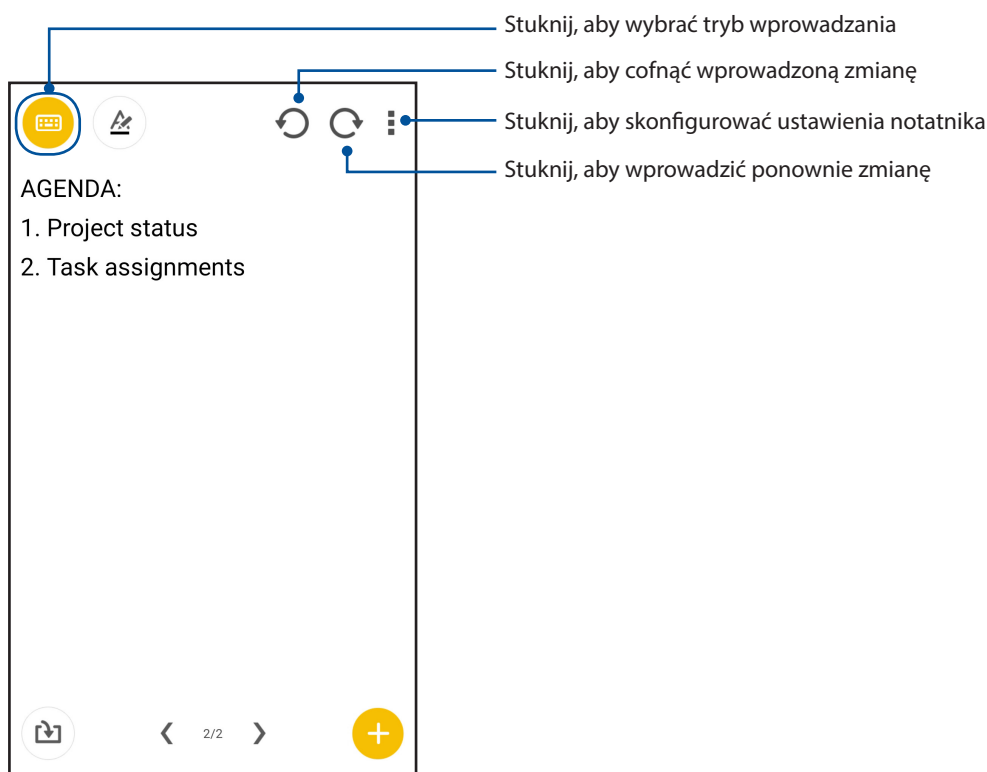 Stuknij, aby wybrać tryb wprowadzania
Stuknij, aby cofnąć wprowadzoną zmianę
Stuknij, aby skonfigurować ustawienia notatnika
Stuknij, aby wprowadzić ponownie zmianę
AGENDA:
1. Project status
2. Task assignments
2/2